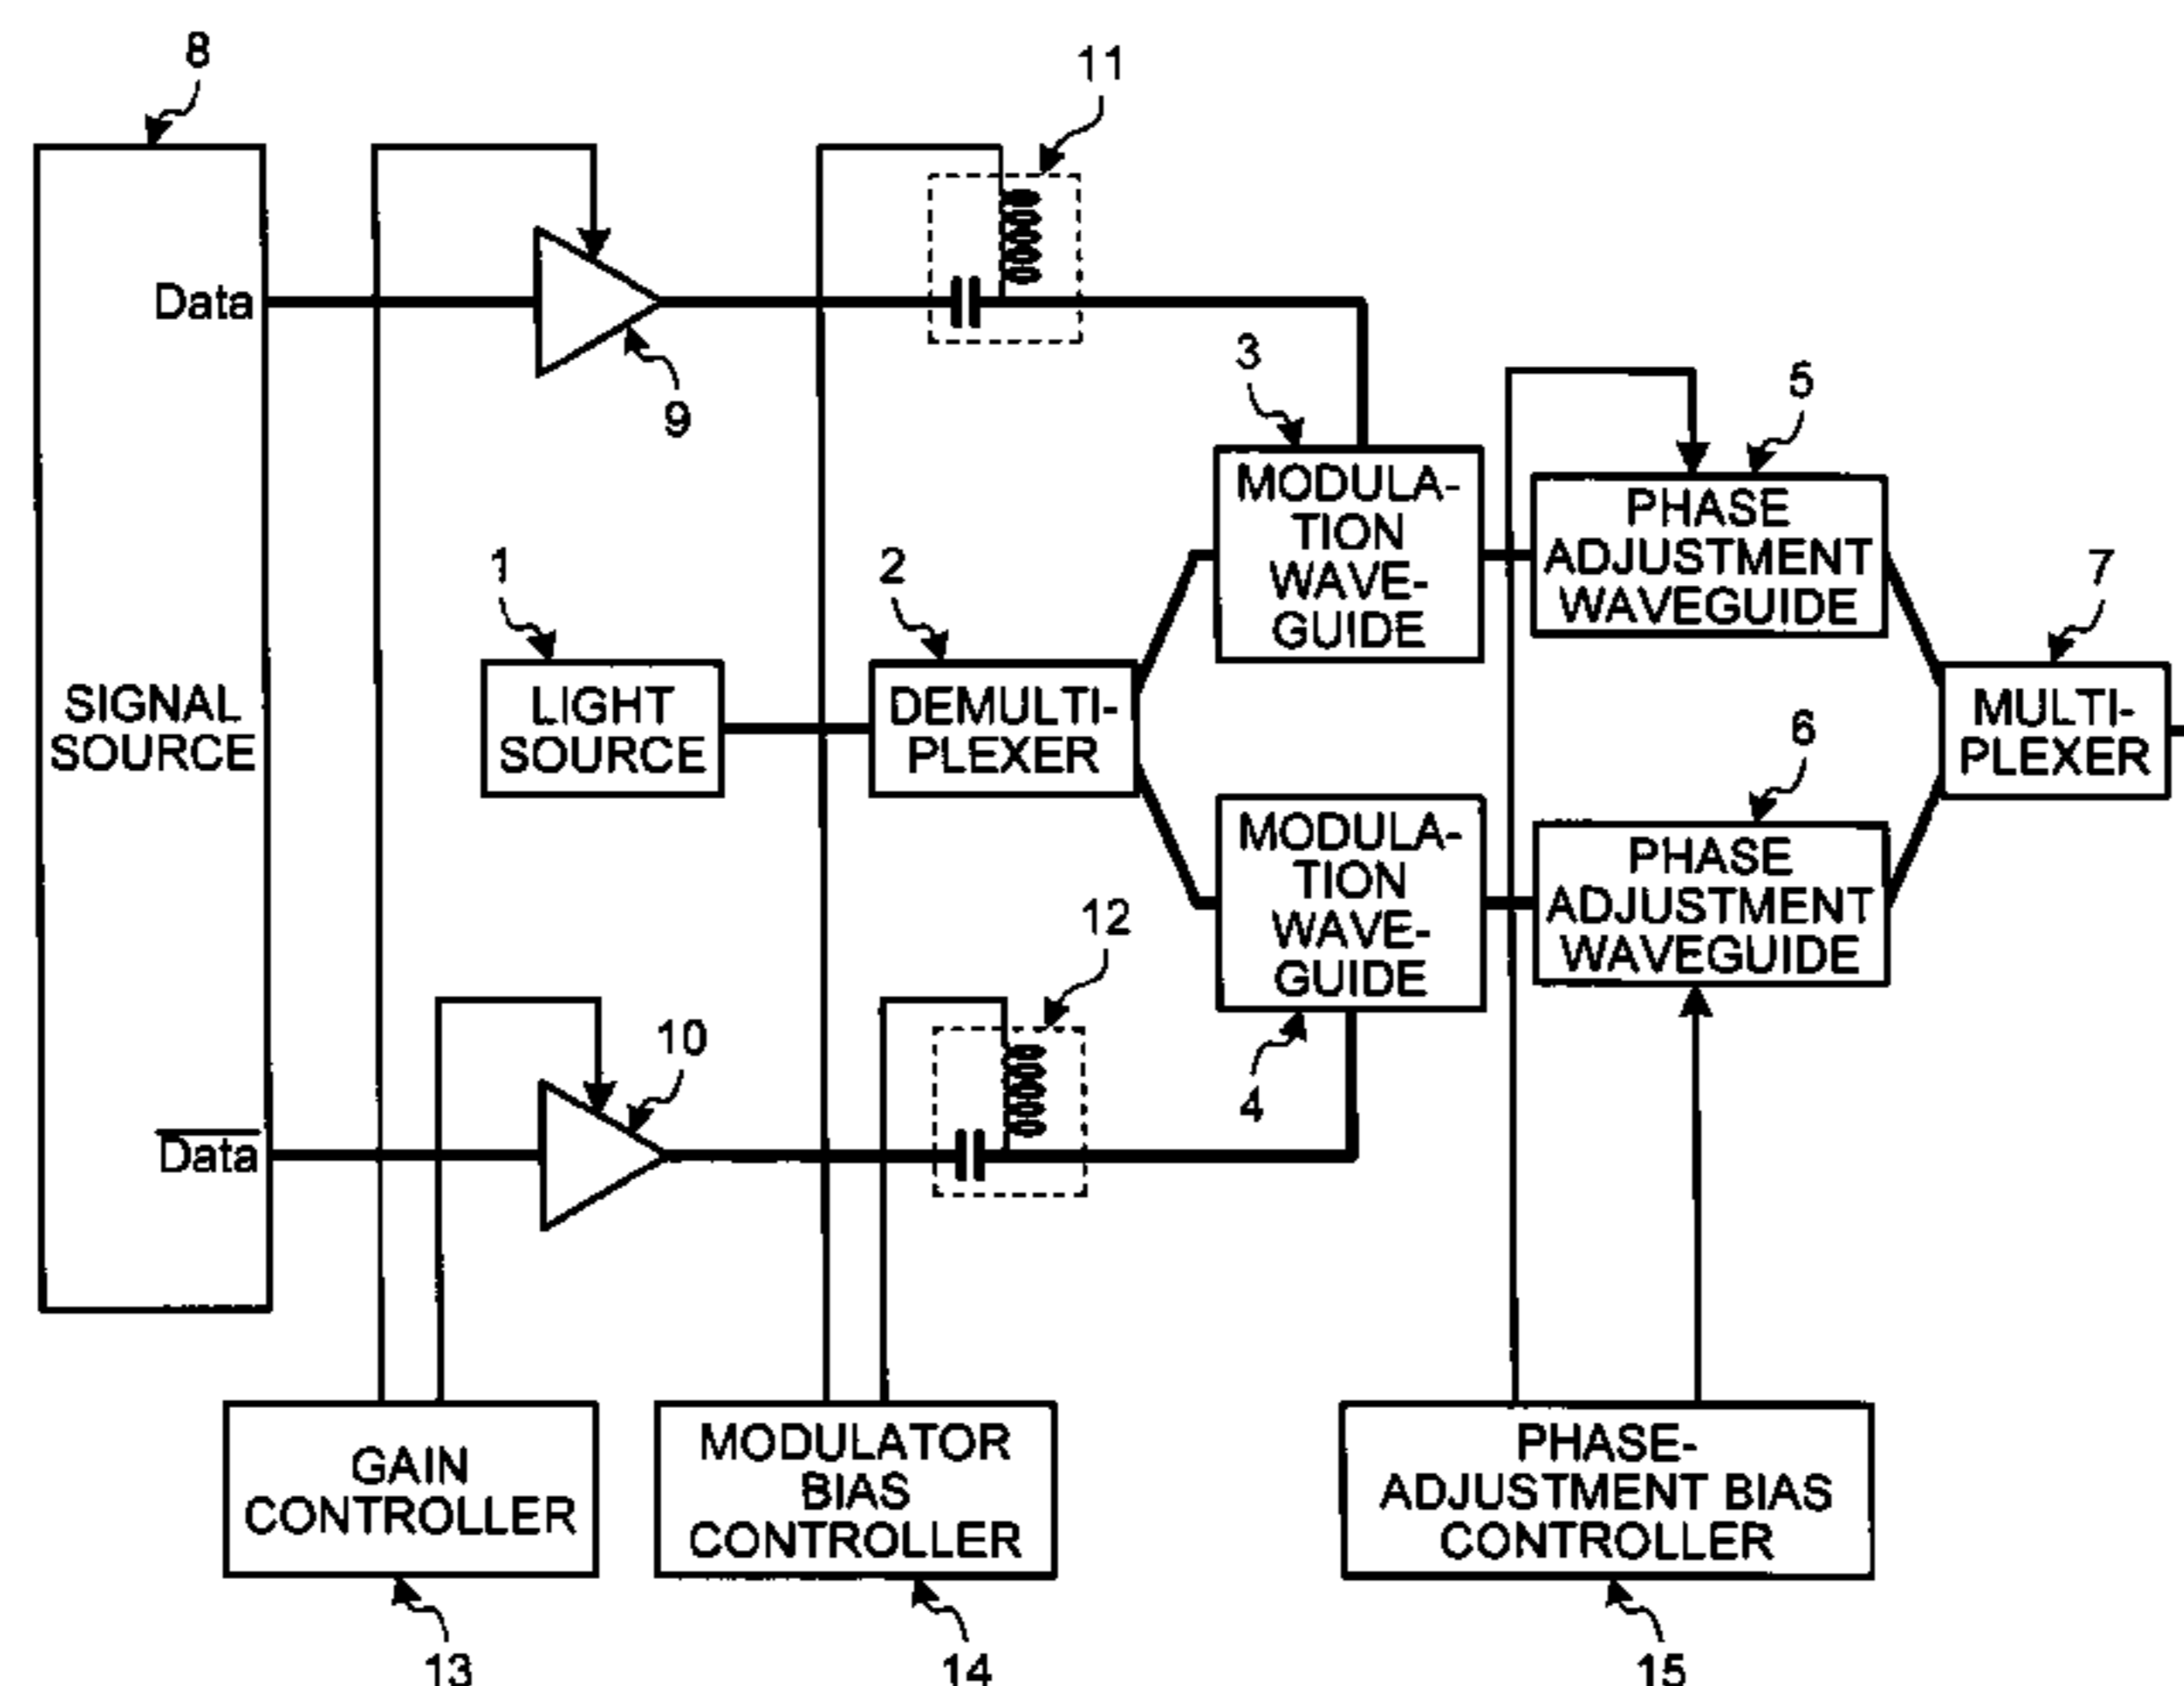 8
11
Data
9
3
MODULA-
TION
WAVE-
GUIDE
5
PHASE
ADJUSTMENT
WAVEGUIDE
1
LIGHT
SOURCE
2
DEMULTI-
PLEXER
7
MULTI-
PLEXER
SIGNAL
SOURCE
6
PHASE
ADJUSTMENT
WAVEGUIDE
MODULA-
TION
WAVE-
GUIDE
4
12
10
D̅a̅t̅a̅
GAIN
CONTROLLER
13
MODULATOR
BIAS
CONTROLLER
14
PHASE-
ADJUSTMENT BIAS
CONTROLLER
15